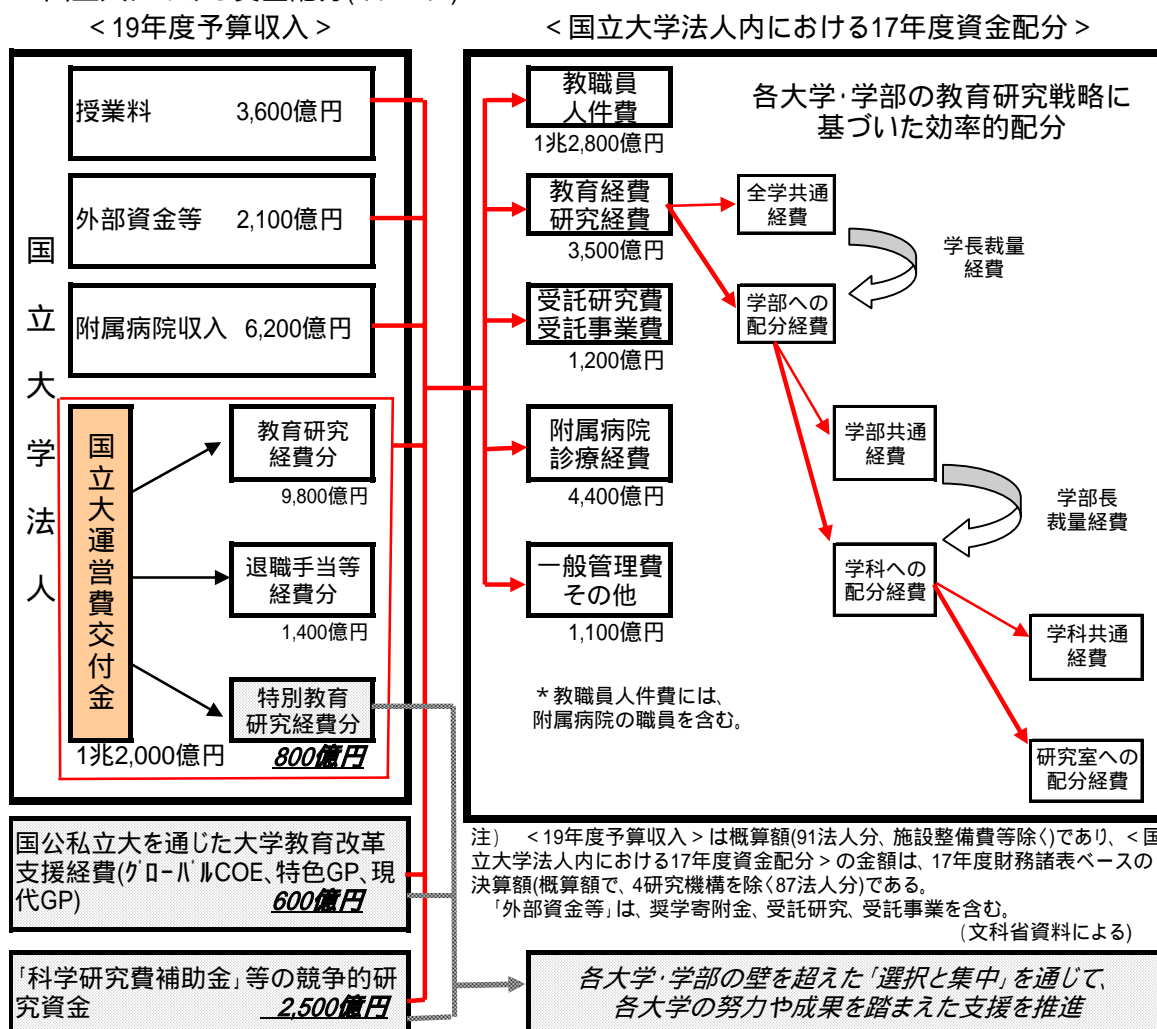 <19年度予算収入>
<国立大学法人内における17年度資金配分>
国立大学法人
授業料 3,600億円
外部資金等 2,100億円
附属病院収入 6,200億円
国立大運営費交付金
1兆2,000億円
教育研究
経費分
9,800億円
退職手当等
経費分
1,400億円
特別教育
研究経費分
800億円
国公私立大を通じた大学教育改革
支援経費(グローバルCOE、特色GP、現
代GP) 600億円
「科学研究費補助金」等の競争的研
究資金 2,500億円
教職員
人件費
1兆2,800億円
教育経費
研究経費
3,500億円
受託研究費
受託事業費
1,200億円
附属病院
診療経費
4,400億円
一般管理費
その他
1,100億円
*教職員人件費には、
附属病院の職員を含む。
各大学・学部の教育研究戦略に
基づいた効率的配分
全学共通
経費
学長裁量
経費
学部への
配分経費
学部共通
経費
学部長
裁量経費
学科への
配分経費
学科共通
経費
研究室への
配分経費
注) <19年度予算収入>は概算額(91法人分、施設整備費等除く)であり、<国
立大学法人内における17年度資金配分>の金額は、17年度財務諸表ベースの
決算額(概算額で、4研究機構を除く87法人分)である。
「外部資金等」は、奨学寄附金、受託研究、受託事業を含む。
(文科省資料による)
各大学・学部の壁を超えた「選択と集中」を通じて、
各大学の努力や成果を踏まえた支援を推進